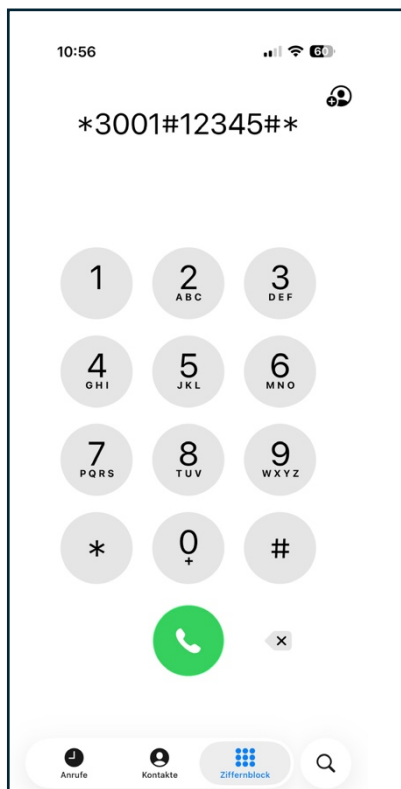 10:56
60
*3001#12345#*
1
2
ABC
3
DEF
4
GHI
5
JKL
6
MNO
7
PQRS
8
TUV
9
WXYZ
*
0
+
#
Anrufe
Kontakte
Ziffernblock